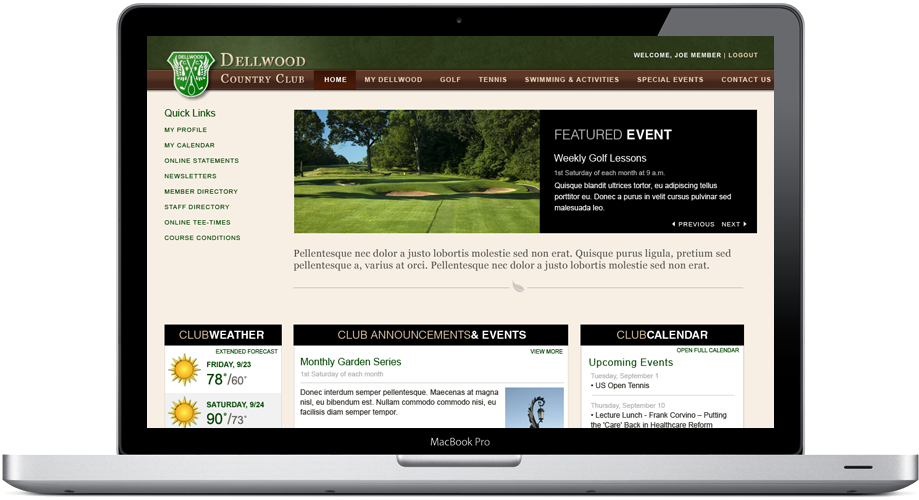 WELCOME, JOE MEMBER | LOGOUT
DELLWOOD
C C
DELLWOOD
COUNTRY CLUB
HOME MY DELLWOOD GOLF TENNIS SWIMMING & ACTIVITIES SPECIAL EVENTS CONTACT US
Quick Links
MY PROFILE
MY CALENDAR
ONLINE STATEMENTS
NEWSLETTERS
MEMBER DIRECTORY
STAFF DIRECTORY
ONLINE TEE-TIMES
COURSE CONDITIONS
FEATURED EVENT
Weekly Golf Lessons
1st Saturday of each month at 9 a.m.
Quisque blandit ultrices tortor, eu adipiscing tellus
porttitor eu. Donec a purus in velit cursus pulvinar sed
malesuada leo.
PREVIOUS NEXT
Pellentesque nec dolor a justo lobortis molestie sed non erat. Quisque purus ligula, pretium sed
pellentesque a, varius at orci. Pellentesque nec dolor a justo lobortis molestie sed non erat.
CLUBWEATHER
EXTENDED FORECAST
FRIDAY, 9/23
78°/60°
SATURDAY, 9/24
90°/73°
CLUB ANNOUNCEMENTS& EVENTS
VIEW MORE
Monthly Garden Series
1st Saturday of each month
Donec interdum semper pellentesque. Maecenas at magna
nisl, eu bibendum est. Nullam commodo commodo nisi, eu
facilisis diam semper tempor.
CLUBCALENDAR
OPEN FULL CALENDAR
Upcoming Events
Tuesday, September 1
• US Open Tennis
Thursday, September 10
• Lecture Lunch - Frank Corvino – Putting
the 'Care' Back in Healthcare Reform
MacBook Pro